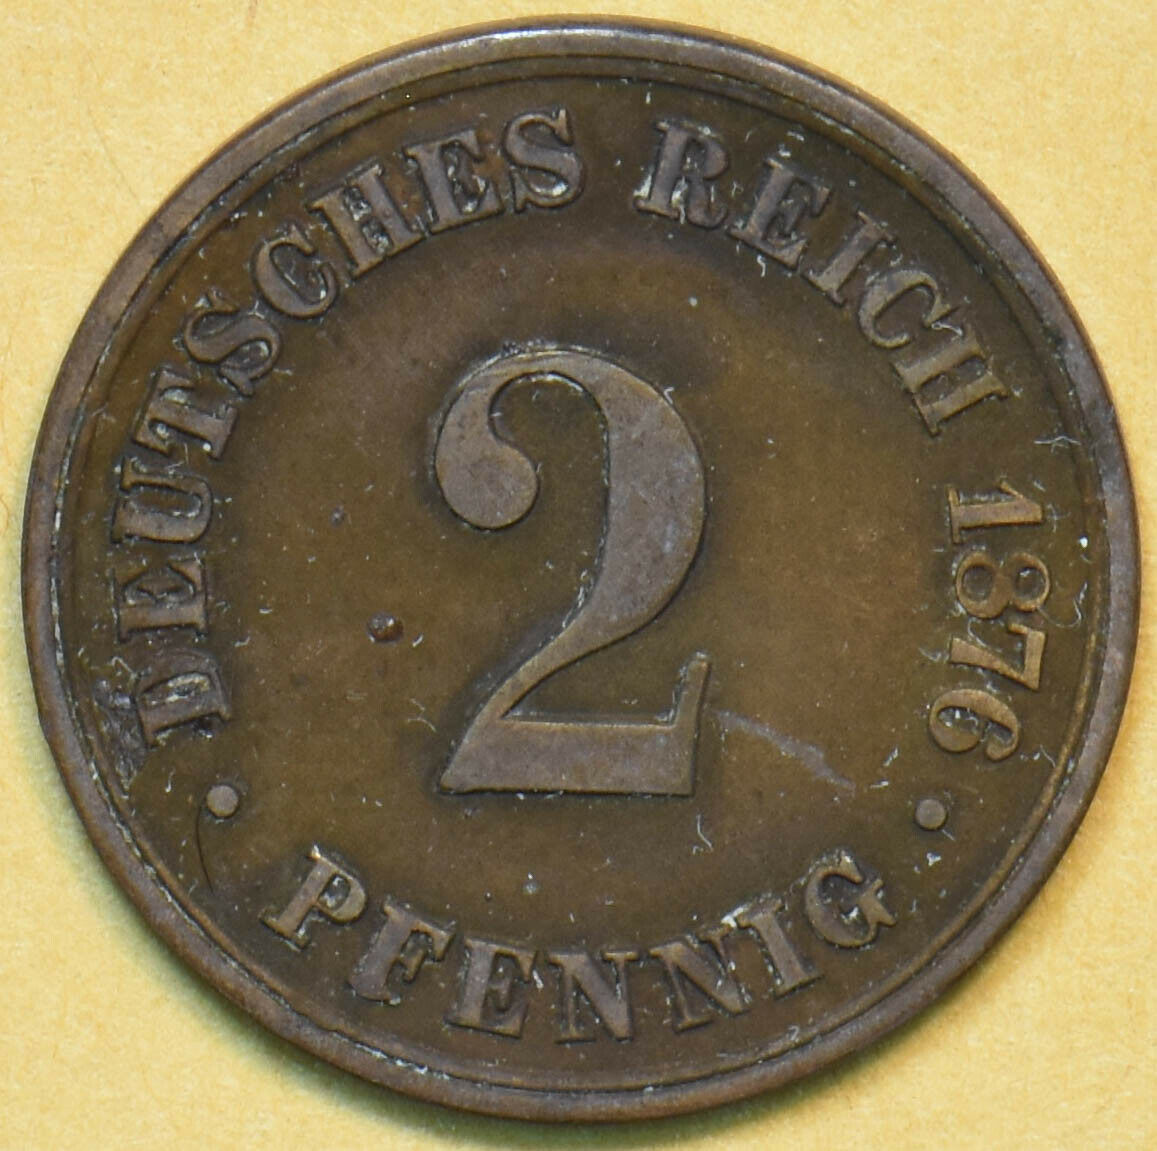 DEUTSCHES REICH 1876
2
· PFENNIG ·